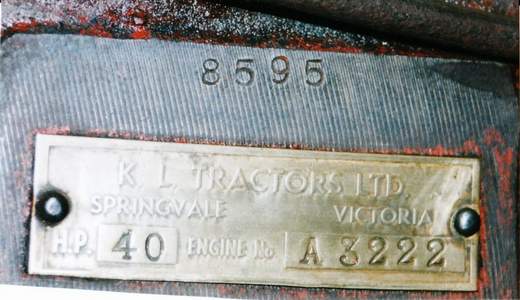 8595
K. L. TRACTORS LTD.
SPRINGVALE VICTORIA
H.P. 40 ENGINE No A 3222